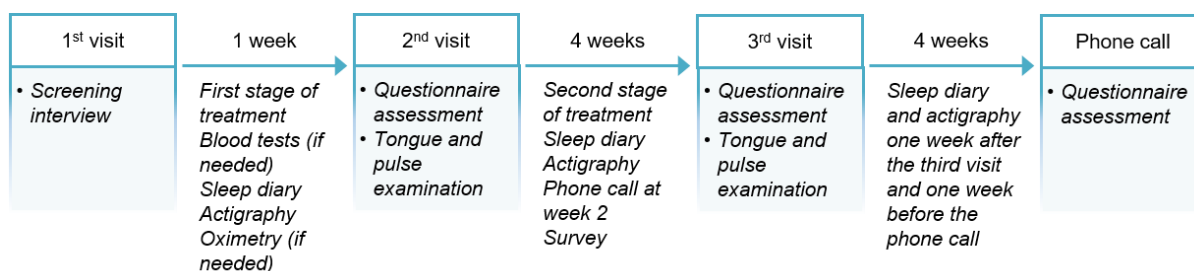 1st visit
• Screening
interview
1 week
First stage of
treatment
Blood tests (if
needed)
Sleep diary
Actigraphy
Oximetry (if
needed)
2nd visit
• Questionnaire
assessment
• Tongue and
pulse
examination
4 weeks
Second stage
of treatment
Sleep diary
Actigraphy
Phone call at
week 2
Survey
3rd visit
• Questionnaire
assessment
• Tongue and
pulse
examination
4 weeks
Sleep diary
and actigraphy
one week after
the third visit
and one week
before the
phone call
Phone call
• Questionnaire
assessment